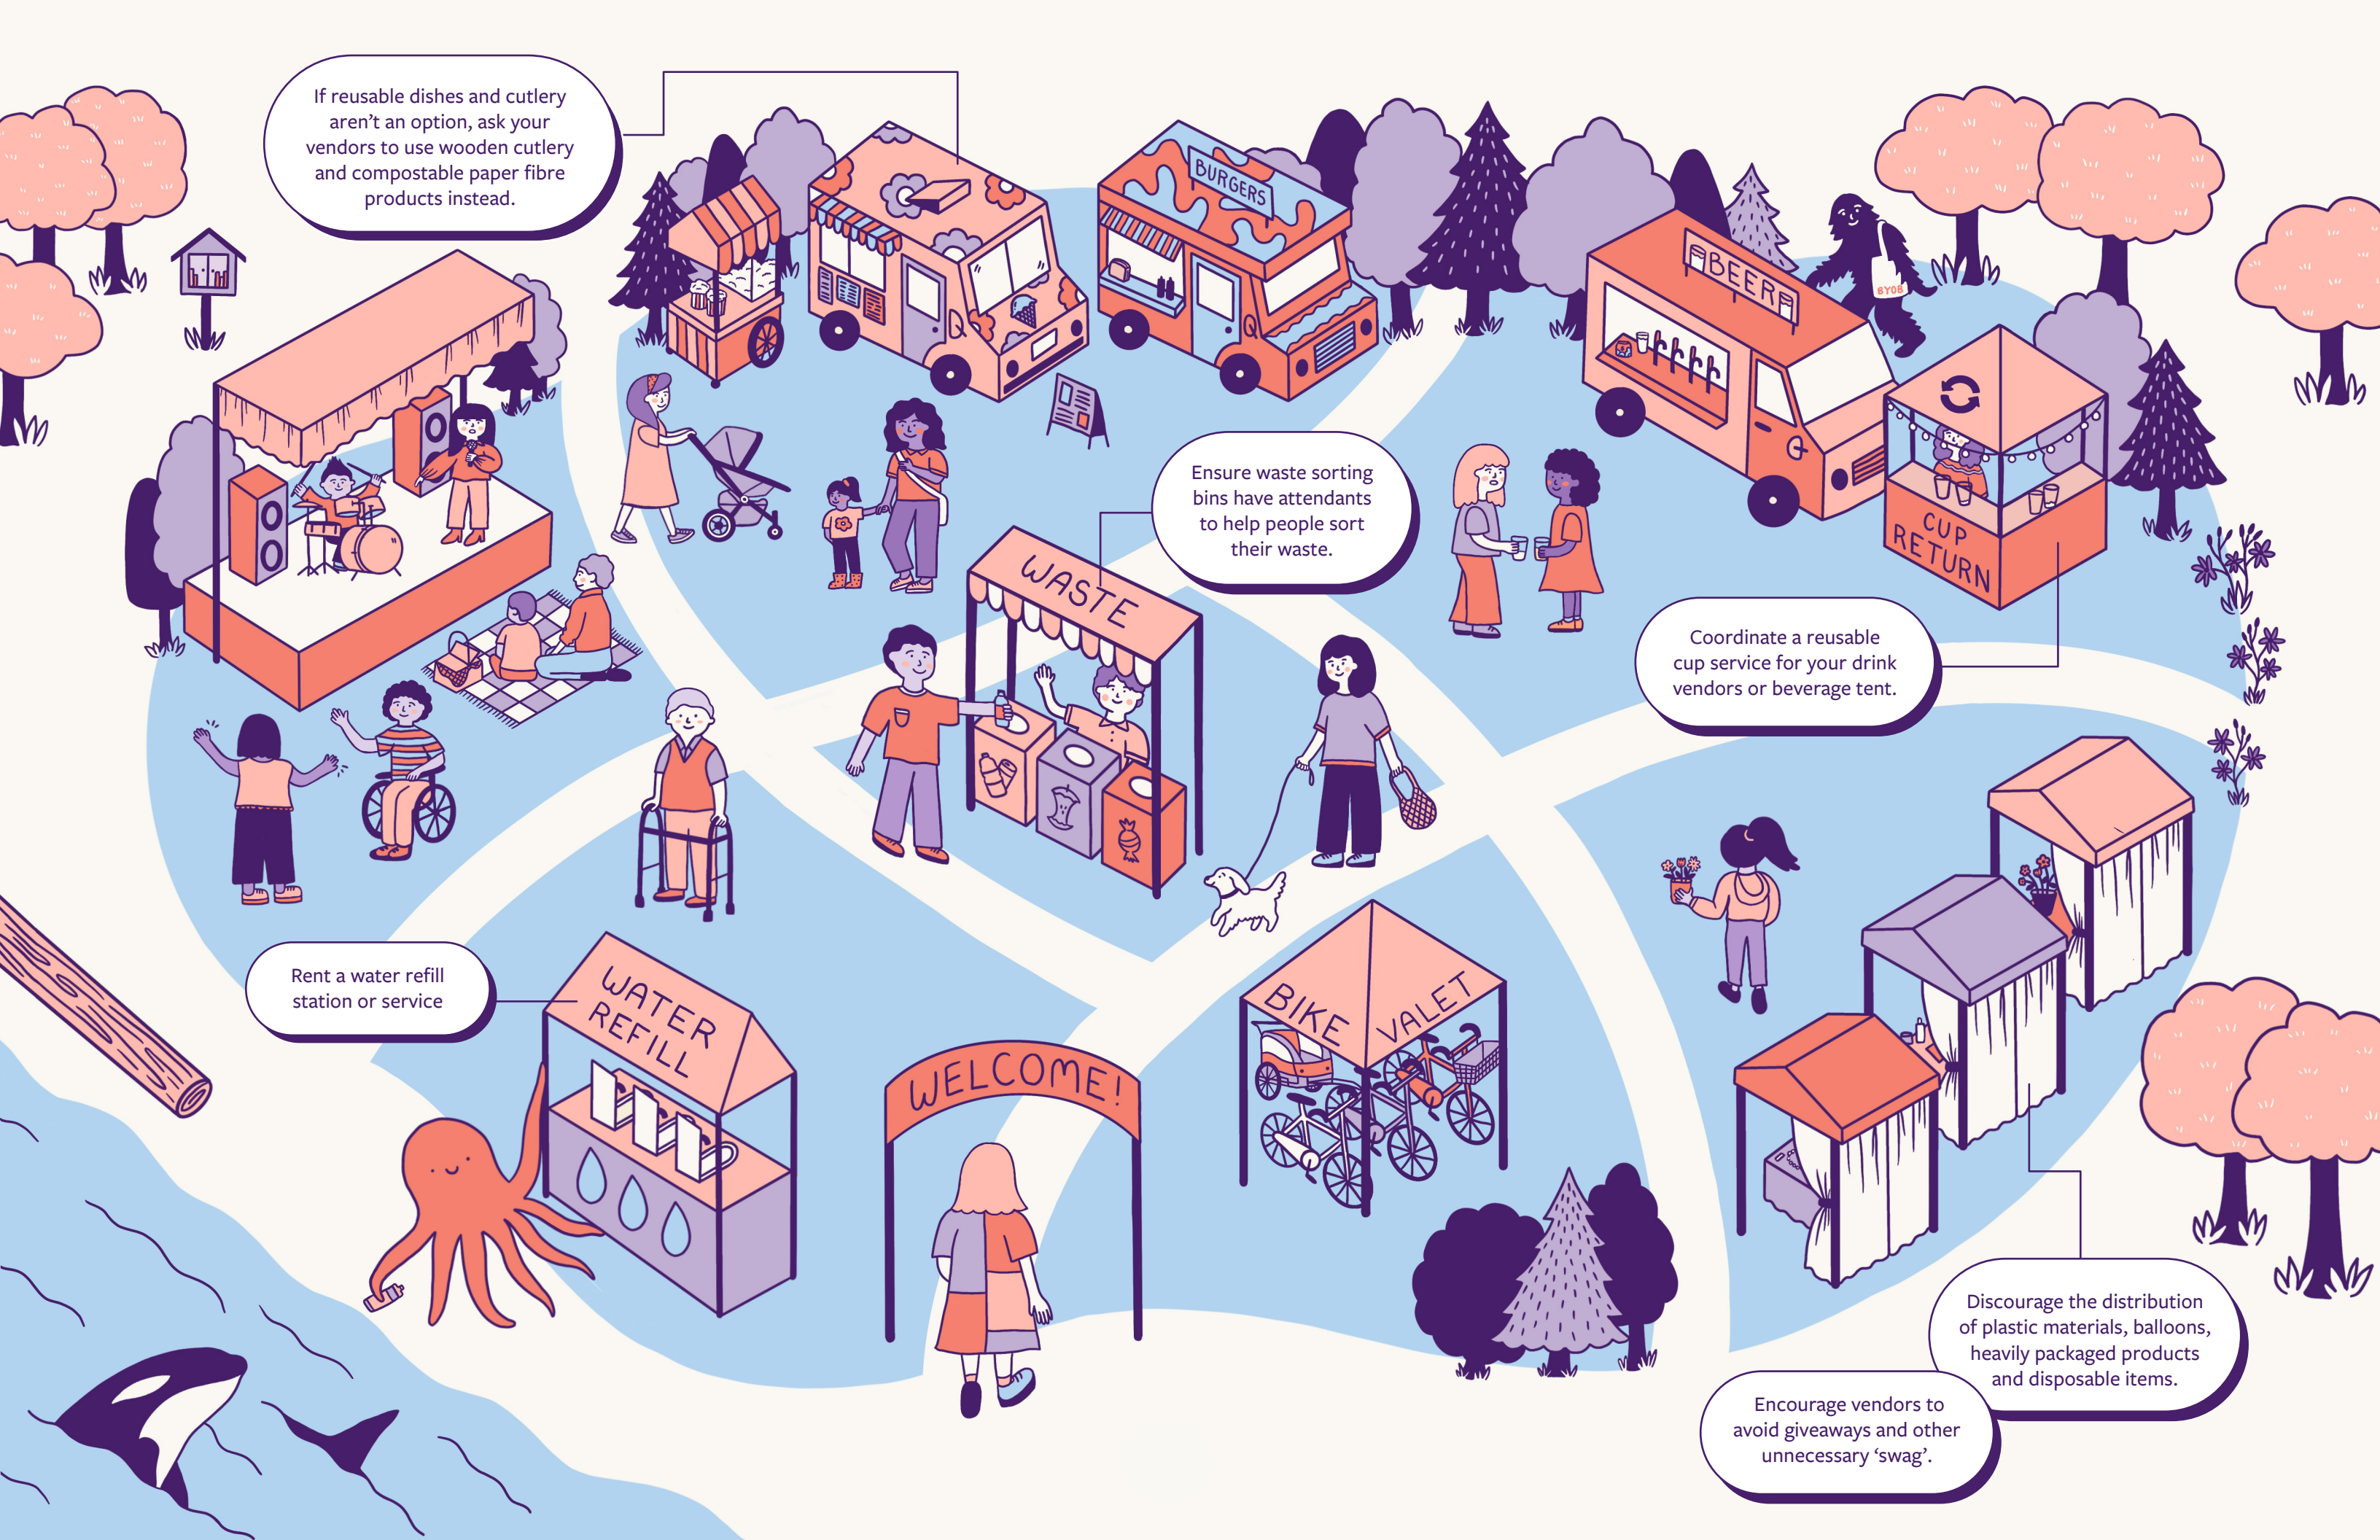 If reusable dishes and cutlery
aren’t an option, ask your
vendors to use wooden cutlery
and compostable paper fibre
products instead.
BURGERS
BEER
BYOB
Ensure waste sorting
bins have attendants
to help people sort
their waste.
CUP
RETURN
WASTE
Coordinate a reusable
cup service for your drink
vendors or beverage tent.
Rent a water refill
station or service
WATER
REFILL
WELCOME!
BIKE VALET
Discourage the distribution
of plastic materials, balloons,
heavily packaged products
and disposable items.
Encourage vendors to
avoid giveaways and other
unnecessary ‘swag’.